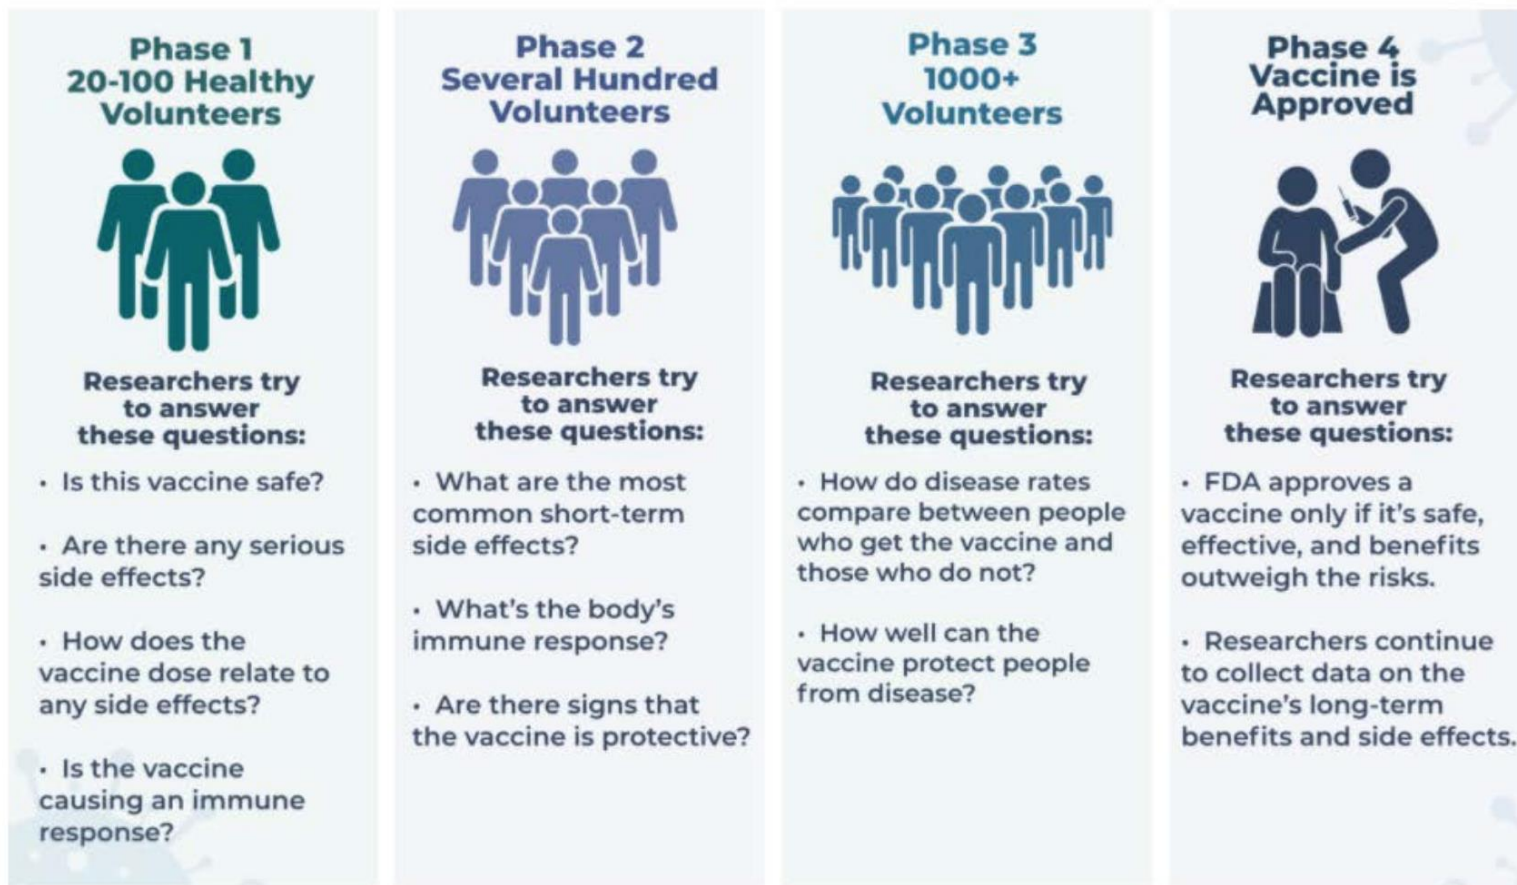 Phase 1
20-100 Healthy
Volunteers
Researchers try
to answer
these questions:
• Is this vaccine safe?
• Are there any serious
side effects?
• How does the
vaccine dose relate to
any side effects?
• Is the vaccine
causing an immune
response?
Phase 2
Several Hundred
Volunteers
Researchers try
to answer
these questions:
• What are the most
common short-term
side effects?
• What's the body's
immune response?
• Are there signs that
the vaccine is protective?
Phase 3
1000+
Volunteers
Researchers try
to answer
these questions:
• How do disease rates
compare between people
who get the vaccine and
those who do not?
• How well can the
vaccine protect people
from disease?
Phase 4
Vaccine is
Approved
Researchers try
to answer
these questions:
• FDA approves a
vaccine only if it's safe,
effective, and benefits
outweigh the risks.
• Researchers continue
to collect data on the
vaccine's long-term
benefits and side effects.